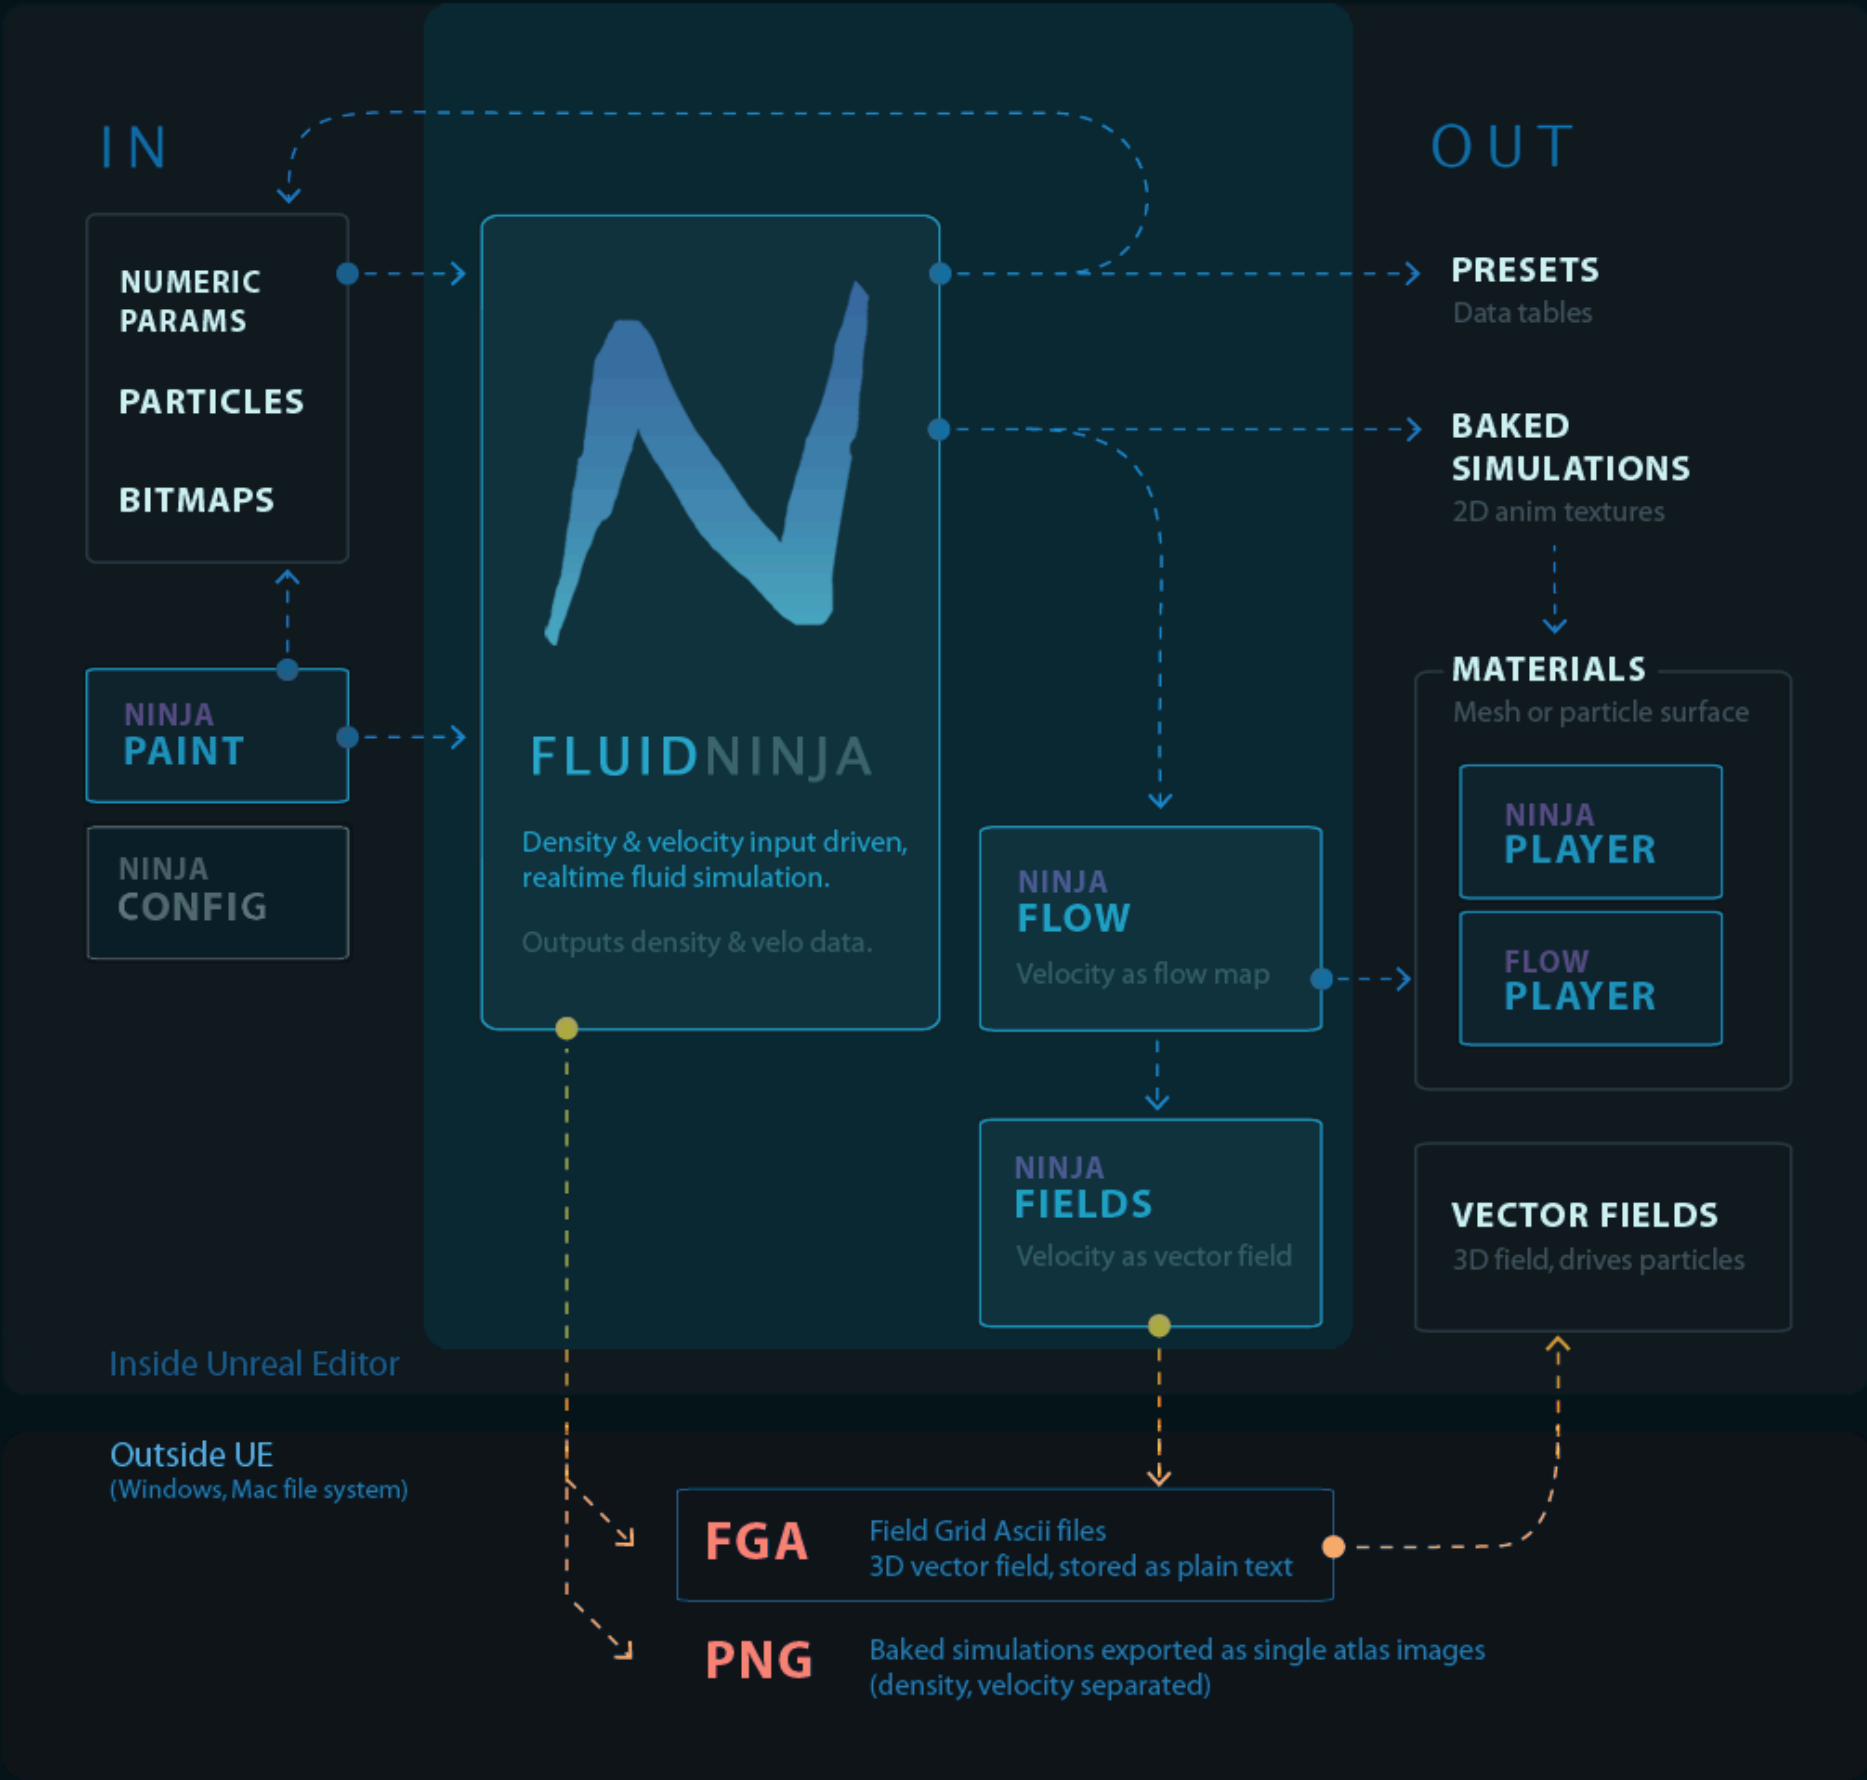 IN
NUMERIC
PARAMS
PARTICLES
BITMAPS
NINJA
PAINT
NINJA
CONFIG
FLUIDNINJA
Density & velocity input driven,
realtime fluid simulation.
Outputs density & velo data.
NINJA
FLOW
Velocity as flow map
NINJA
FIELDS
Velocity as vector field
OUT
PRESETS
Data tables
BAKED
SIMULATIONS
2D anim textures
MATERIALS
Mesh or particle surface
NINJA
PLAYER
FLOW
PLAYER
VECTOR FIELDS
3D field, drives particles
Inside Unreal Editor
Outside UE
(Windows, Mac file system)
FGA
Field Grid Ascii files
3D vector field, stored as plain text
PNG
Baked simulations exported as single atlas images
(density, velocity separated)